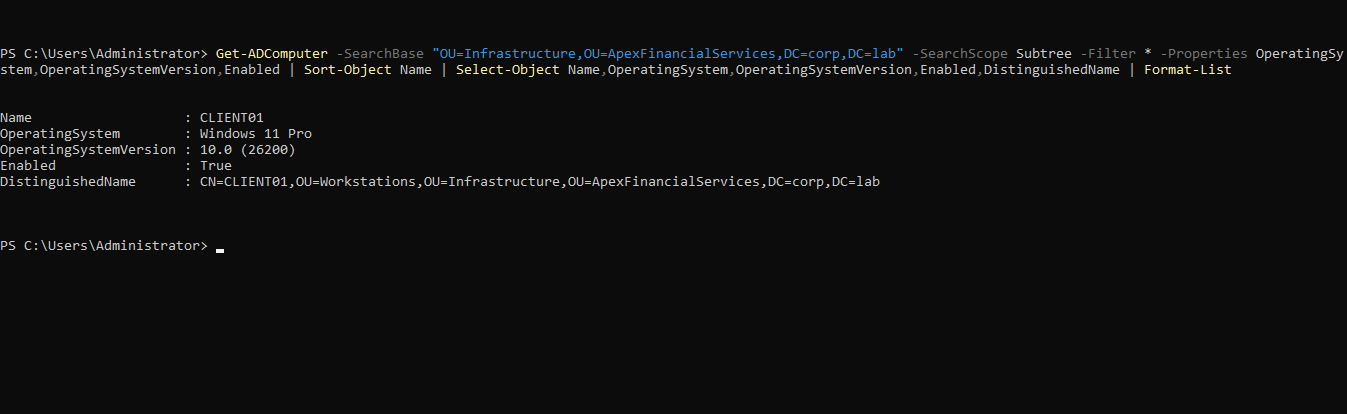 PS C:\Users\Administrator> Get-ADComputer -SearchBase "OU=Infrastructure,OU=ApexFinancialServices,DC=corp,DC=lab" -SearchScope Subtree -Filter * -Properties OperatingSy
stem,OperatingSystemVersion,Enabled | Sort-Object Name | Select-Object Name,OperatingSystem,OperatingSystemVersion,Enabled,DistinguishedName | Format-List
Name                   : CLIENT01
OperatingSystem        : Windows 11 Pro
OperatingSystemVersion : 10.0 (26200)
Enabled                : True
DistinguishedName      : CN=CLIENT01,OU=Workstations,OU=Infrastructure,OU=ApexFinancialServices,DC=corp,DC=lab
PS C:\Users\Administrator>